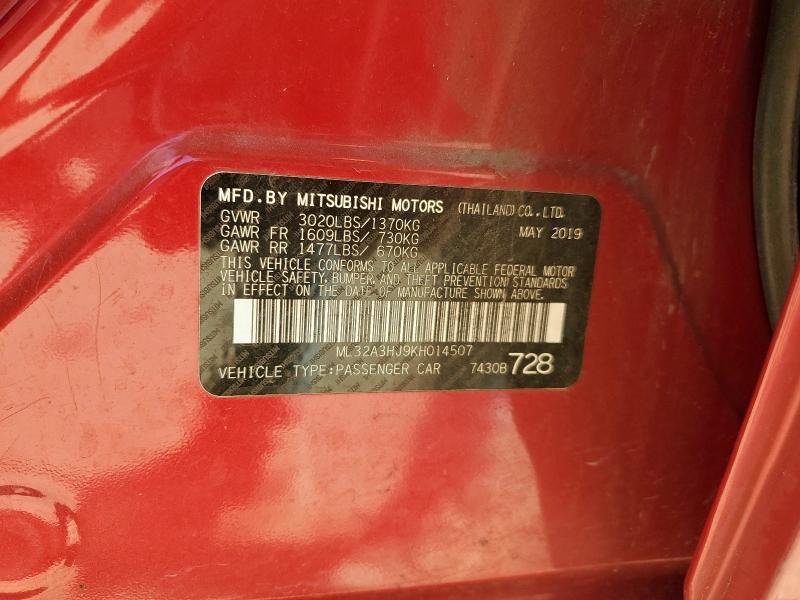 MFD.BY MITSUBISHI MOTORS (THAILAND) CO.,LTD.
GVWR 3020LBS/1370KG MAY 2019
GAWR FR 1609LBS/ 730KG
GAWR RR 1477LBS/ 670KG
THIS VEHICLE CONFORMS TO ALL APPLICABLE FEDERAL MOTOR
VEHICLE SAFETY, BUMPER, AND THEFT PREVENTION STANDARDS
IN EFFECT ON THE DATE OF MANUFACTURE SHOWN ABOVE.
ML32A3HJ9KH014507
VEHICLE TYPE:PASSENGER CAR 7430B 728